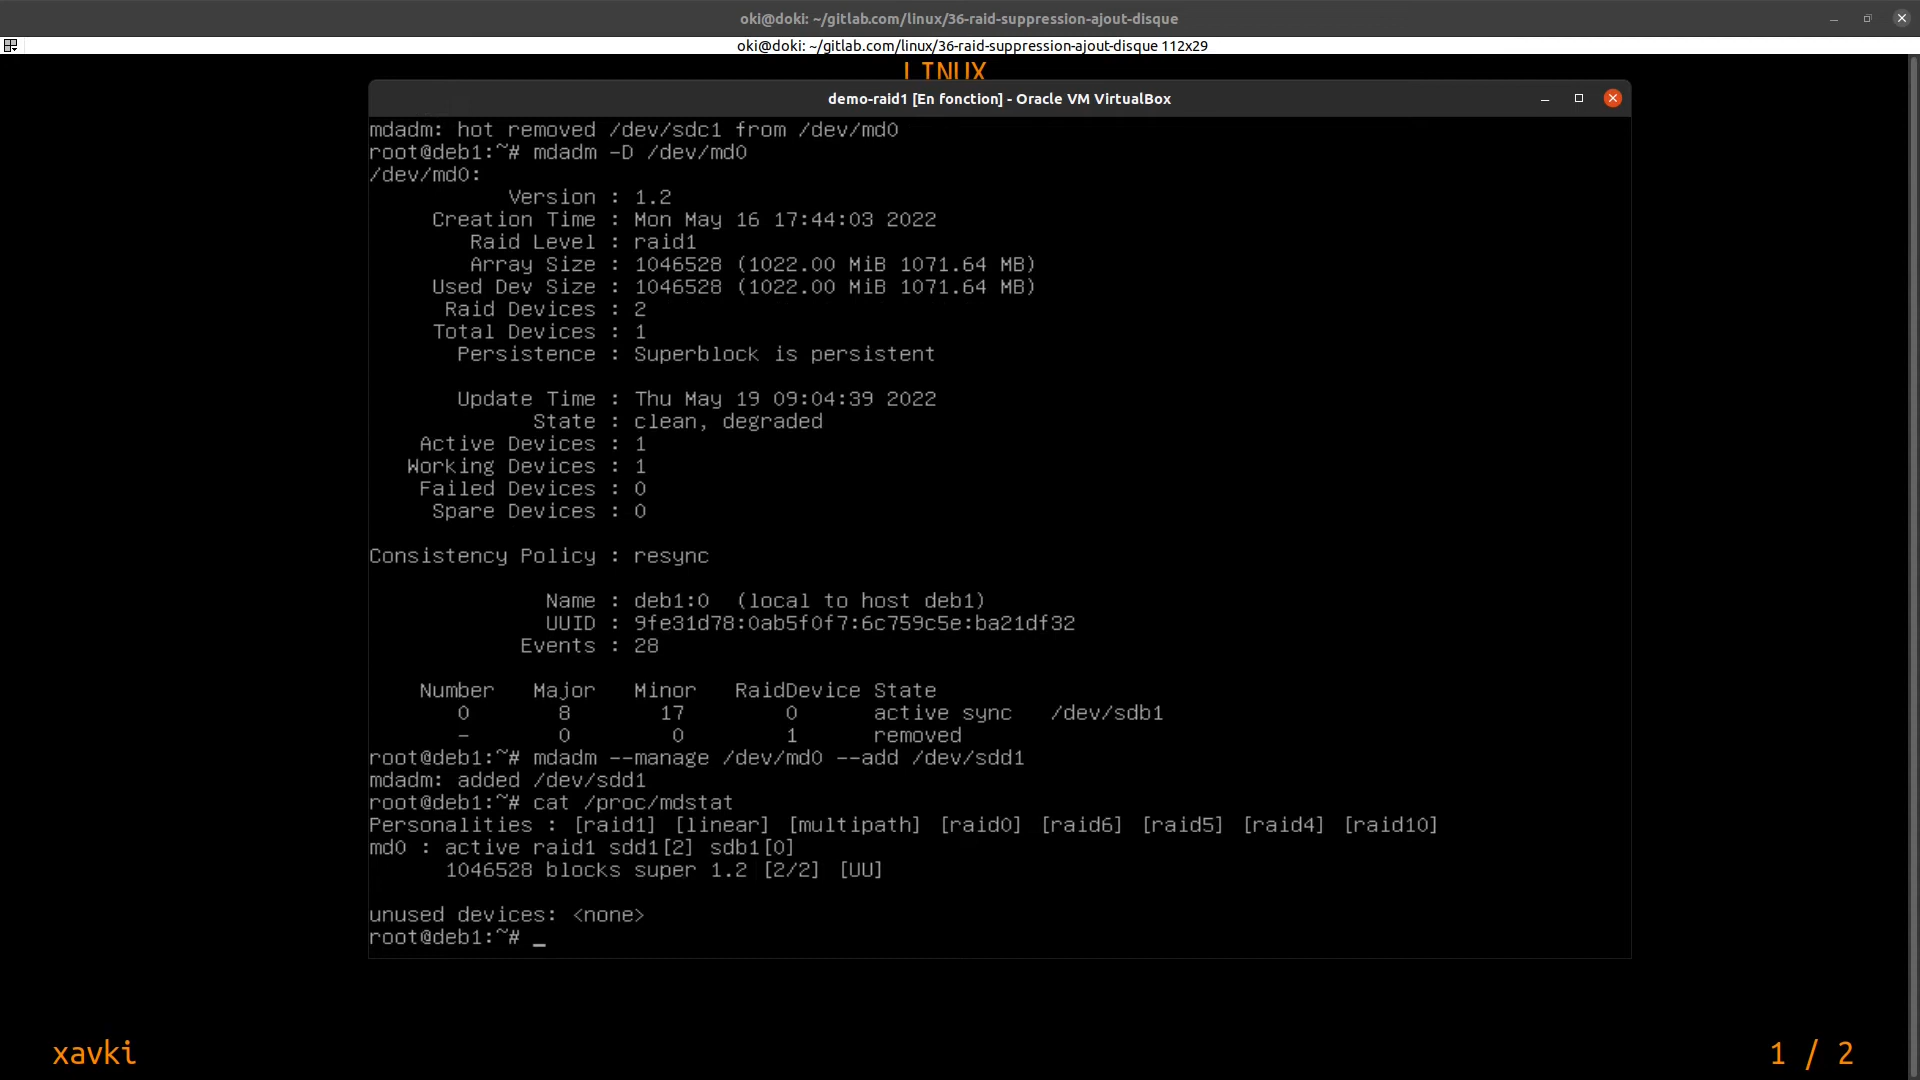 oki@doki: ~/gitlab.com/linux/36-raid-suppression-ajout-disque
oki@doki: ~/gitlab.com/linux/36-raid-suppression-ajout-disque 112x29
LINUX
demo-raid1 [En fonction] - Oracle VM VirtualBox
mdadm: hot removed /dev/sdc1 from /dev/md0
root@deb1:~# mdadm -D /dev/md0
/dev/md0:
Version : 1.2
Creation Time : Mon May 16 17:44:03 2022
Raid Level : raid1
Array Size : 1046528 (1022.00 MiB 1071.64 MB)
Used Dev Size : 1046528 (1022.00 MiB 1071.64 MB)
Raid Devices : 2
Total Devices : 1
Persistence : Superblock is persistent
Update Time : Thu May 19 09:04:39 2022
State : clean, degraded
Active Devices : 1
Working Devices : 1
Failed Devices : 0
Spare Devices : 0
Consistency Policy : resync
Name : deb1:0 (local to host deb1)
UUID : 9fe31d78:0ab5f0f7:6c759c5e:ba21df32
Events : 28
Number Major Minor RaidDevice State
0 8 17 0 active sync /dev/sdb1
- 0 0 1 removed
root@deb1:~# mdadm --manage /dev/md0 --add /dev/sdd1
mdadm: added /dev/sdd1
root@deb1:~# cat /proc/mdstat
Personalities : [raid1] [linear] [multipath] [raid0] [raid6] [raid5] [raid4] [raid10]
md0 : active raid1 sdd1[2] sdb1[0]
1046528 blocks super 1.2 [2/2] [UU]
unused devices: <none>
root@deb1:~# _
xavki
1 / 2